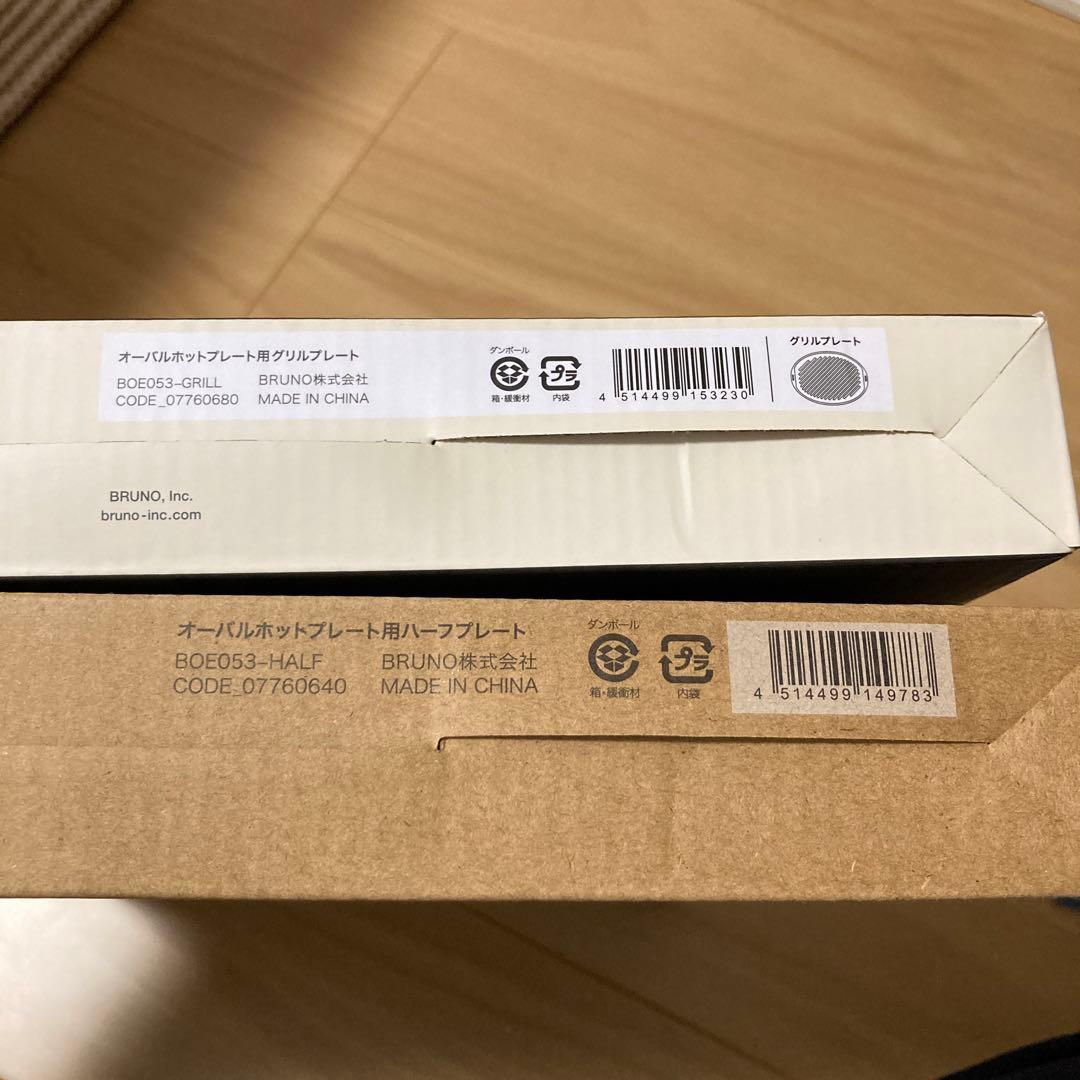 オーバルホットプレート用グリルプレート
BOE053-GRILL BRUNO株式会社
CODE_07760680 MADE IN CHINA
ダンボール
箱・緩衝材
プラ
内袋
4 514499 153230
グリルプレート
BRUNO, Inc.
bruno-inc.com
オーバルホットプレート用ハーフプレート
BOE053-HALF BRUNO株式会社
CODE_07760640 MADE IN CHINA
ダンボール
箱・緩衝材
プラ
内袋
4 514499 149783